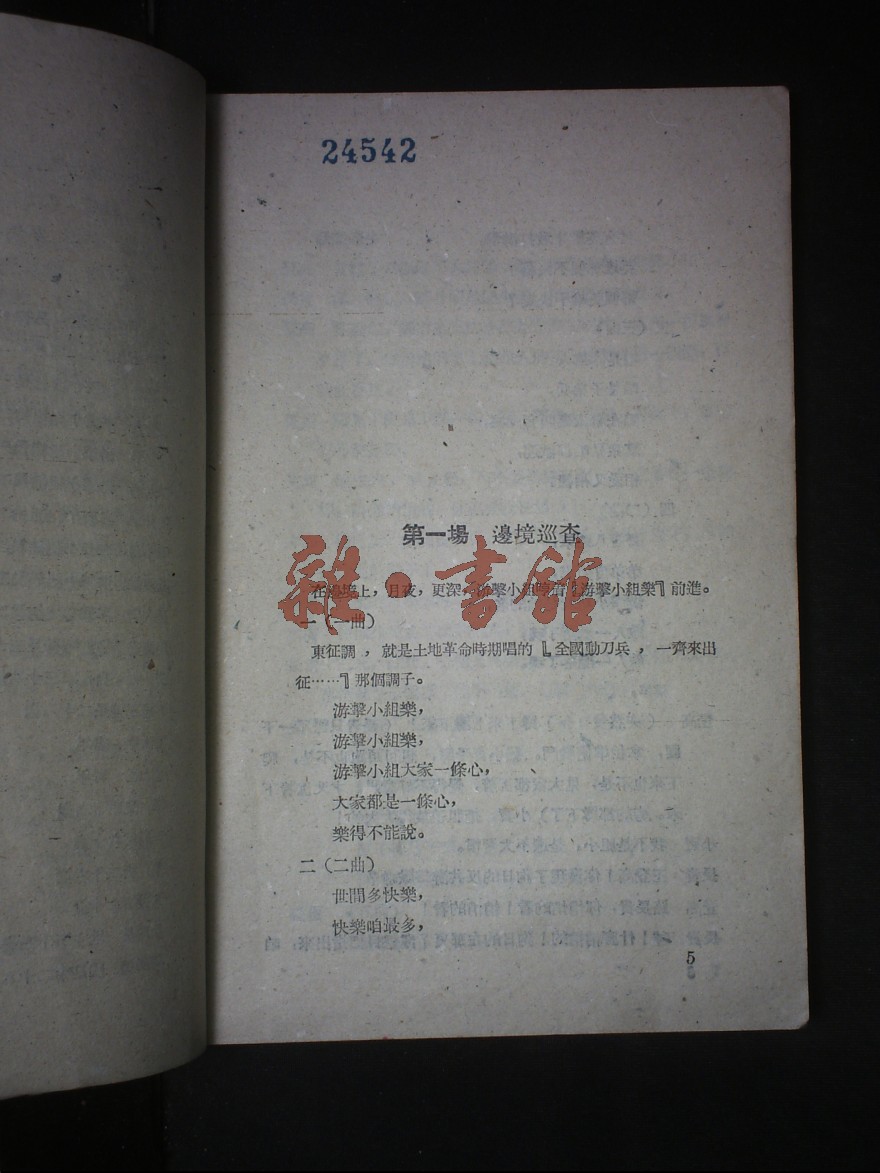 24542
第一場　邊境巡查
在邊境上，月夜，更深，游擊小組唱着『游擊小組樂』前進。
一（一曲）
東征調，就是土地革命時期唱的『全國動刀兵，一齊來出
征……』那個調子。
游擊小組樂，
游擊小組樂，
游擊小組大家一條心，
大家都是一條心，
樂得不能說。
二（二曲）
世間多快樂，
快樂咱最多，
5
雜·書館